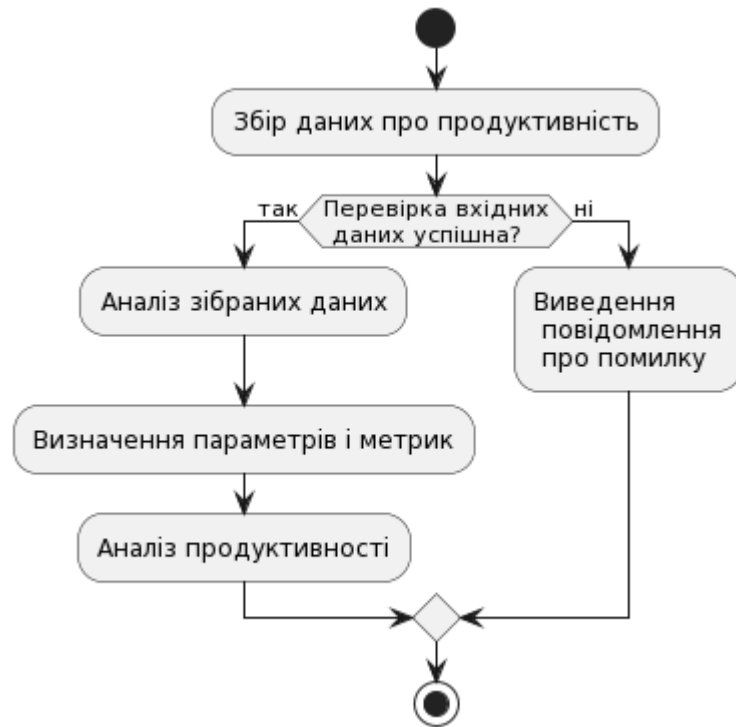 Збір даних про продуктивність
так
Перевірка вхідних
даних успішна?
ні
Аналіз зібраних даних
Виведення
повідомлення
про помилку
Визначення параметрів і метрик
Аналіз продуктивності